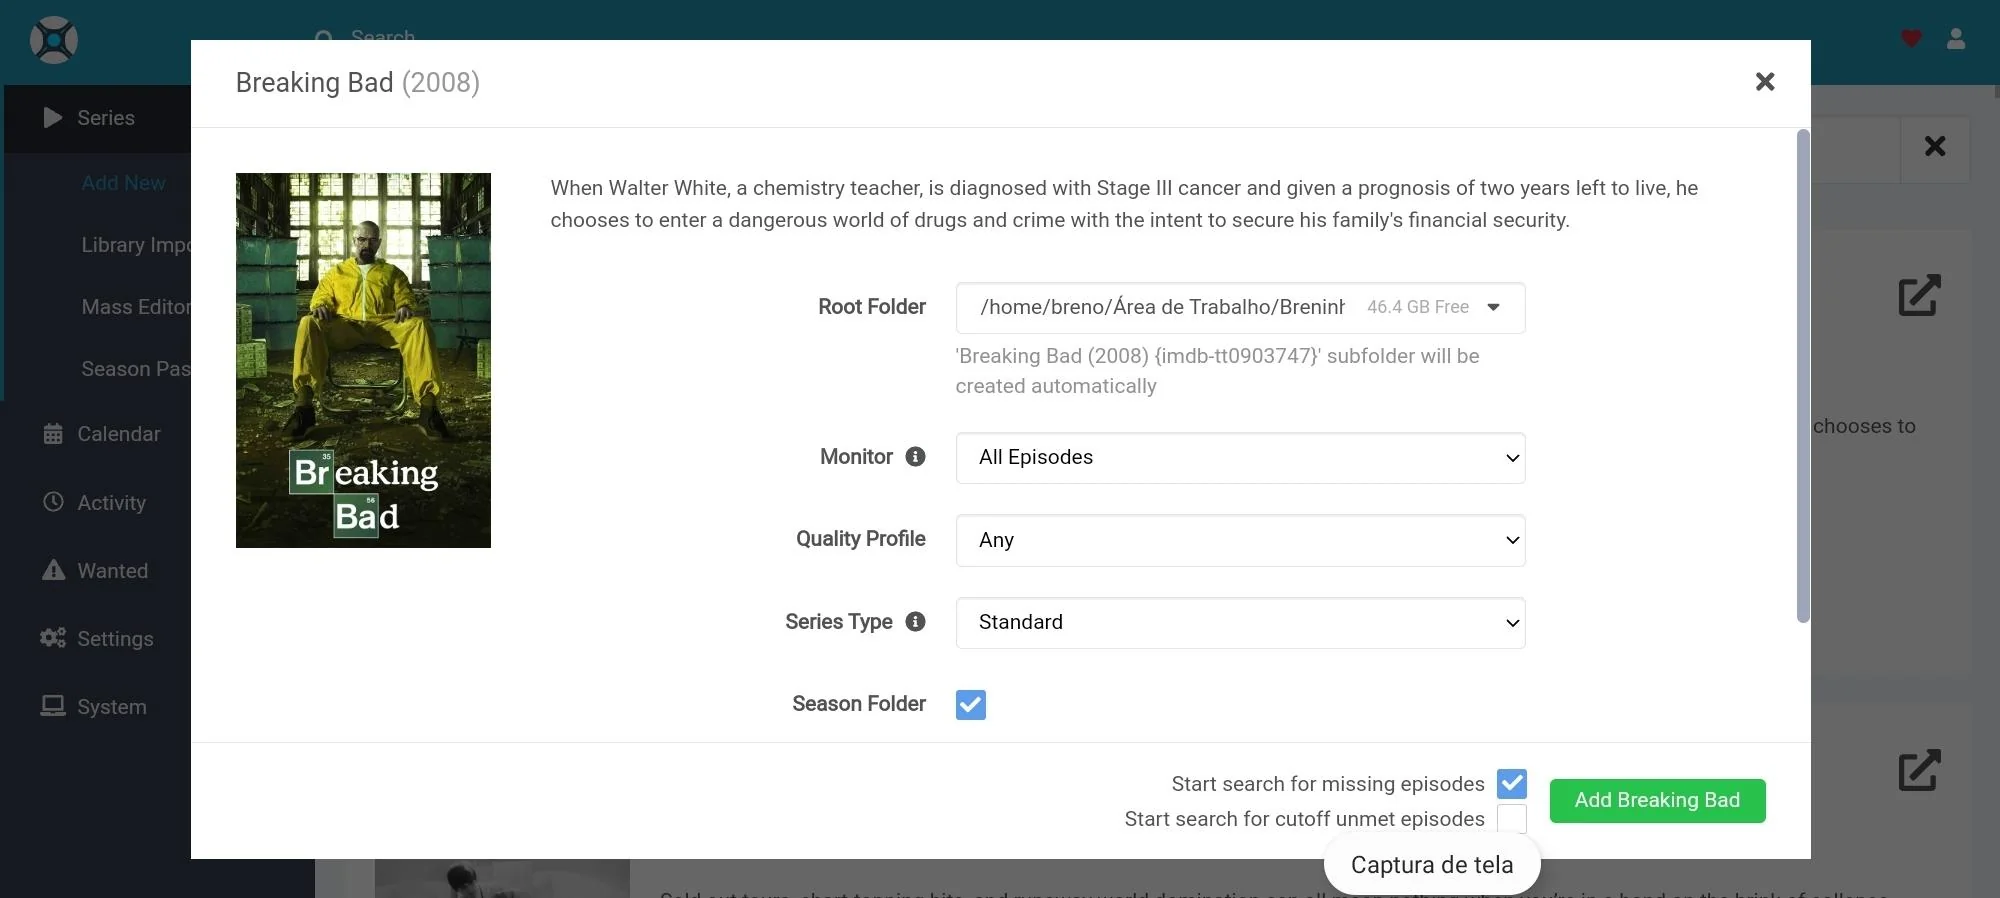 Search
Breaking Bad (2008)
Series
Add New
Library Impo
Mass Editor
Season Pas
Calendar
Activity
Wanted
Settings
System
When Walter White, a chemistry teacher, is diagnosed with Stage III cancer and given a prognosis of two years left to live, he
chooses to enter a dangerous world of drugs and crime with the intent to secure his family's financial security.
35
Breaking
56
Bad
Root Folder
/home/breno/Área de Trabalho/Breninh 46.4 GB Free
'Breaking Bad (2008) {imdb-tt0903747}' subfolder will be
created automatically
Monitor
All Episodes
Quality Profile
Any
Series Type
Standard
Season Folder
chooses to
Start search for missing episodes
Start search for cutoff unmet episodes
Add Breaking Bad
Captura de tela